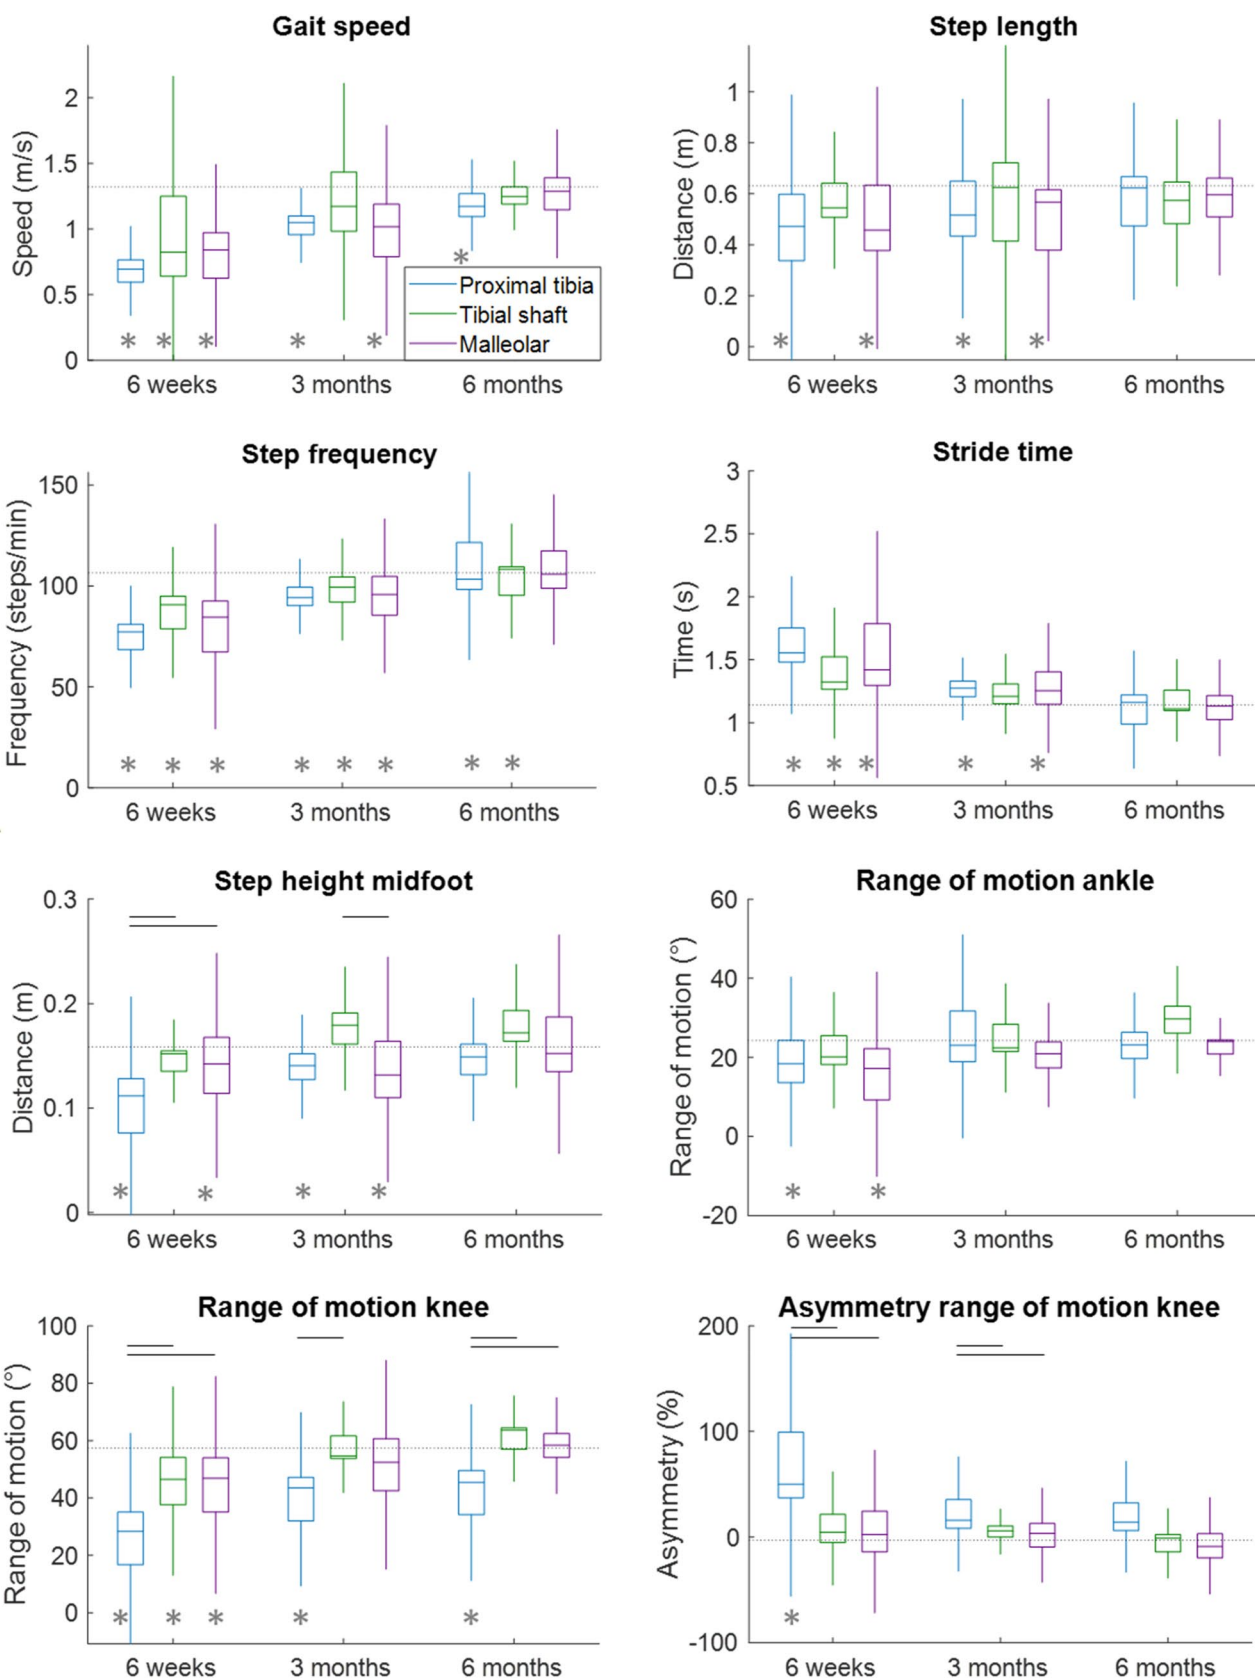 Gait speed
Speed (m/s)
2
1.5
1
0.5
0
* * * * * *
Proximal tibia
Tibial shaft
Malleolar
6 weeks 3 months 6 months
Step length
Distance (m)
1
0.8
0.6
0.4
0.2
0
* * * *
6 weeks 3 months 6 months
Step frequency
Frequency (steps/min)
150
100
50
0
* * * * * * * *
6 weeks 3 months 6 months
Stride time
Time (s)
3
2.5
2
1.5
1
0.5
* * * * *
6 weeks 3 months 6 months
Step height midfoot
Distance (m)
0.3
0.2
0.1
0
* * * *
6 weeks 3 months 6 months
Range of motion ankle
Range of motion (°)
60
40
20
0
-20
* *
6 weeks 3 months 6 months
Range of motion knee
Range of motion (°)
100
80
60
40
20
0
* * * * *
6 weeks 3 months 6 months
Asymmetry range of motion knee
Asymmetry (%)
200
100
0
-100
*
6 weeks 3 months 6 months